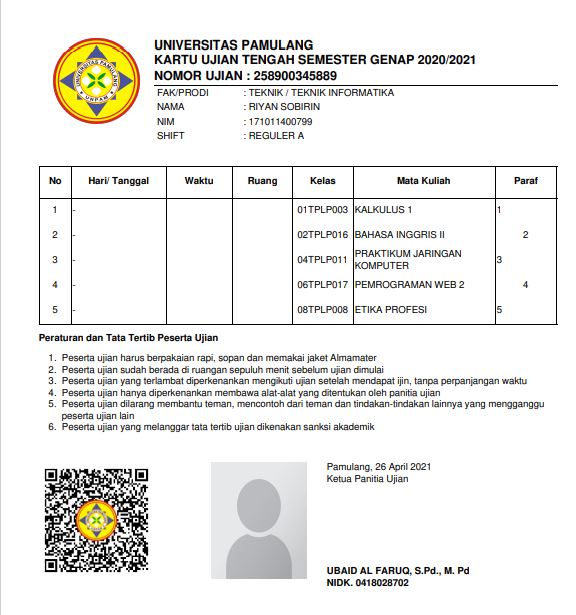 UNIVERSITAS PAMULANG
KARTU UJIAN TENGAH SEMESTER GENAP 2020/2021
NOMOR UJIAN : 258900345889
FAK/PRODI : TEKNIK / TEKNIK INFORMATIKA
NAMA : RIYAN SOBIRIN
NIM : 171011400799
SHIFT : REGULER A
UNIVERSITAS PAMULANG
UNPAM
No Hari/ Tanggal Waktu Ruang Kelas Mata Kuliah Paraf
1 - 01TPLP003 KALKULUS 1 1
2 - 02TPLP016 BAHASA INGGRIS II 2
3 - 04TPLP011 PRAKTIKUM JARINGAN KOMPUTER 3
4 - 06TPLP017 PEMROGRAMAN WEB 2 4
5 - 08TPLP008 ETIKA PROFESI 5
Peraturan dan Tata Tertib Peserta Ujian
1. Peserta ujian harus berpakaian rapi, sopan dan memakai jaket Almamater
2. Peserta ujian sudah berada di ruangan sepuluh menit sebelum ujian dimulai
3. Peserta ujian yang terlambat diperkenankan mengikuti ujian setelah mendapat ijin, tanpa perpanjangan waktu
4. Peserta ujian hanya diperkenankan membawa alat-alat yang ditentukan oleh panitia ujian
5. Peserta ujian dilarang membantu teman, mencontoh dari teman dan tindakan-tindakan lainnya yang mengganggu
peserta ujian lain
6. Peserta ujian yang melanggar tata tertib ujian dikenakan sanksi akademik
Pamulang, 26 April 2021
Ketua Panitia Ujian
UBAID AL FARUQ, S.Pd., M. Pd
NIDK. 0418028702